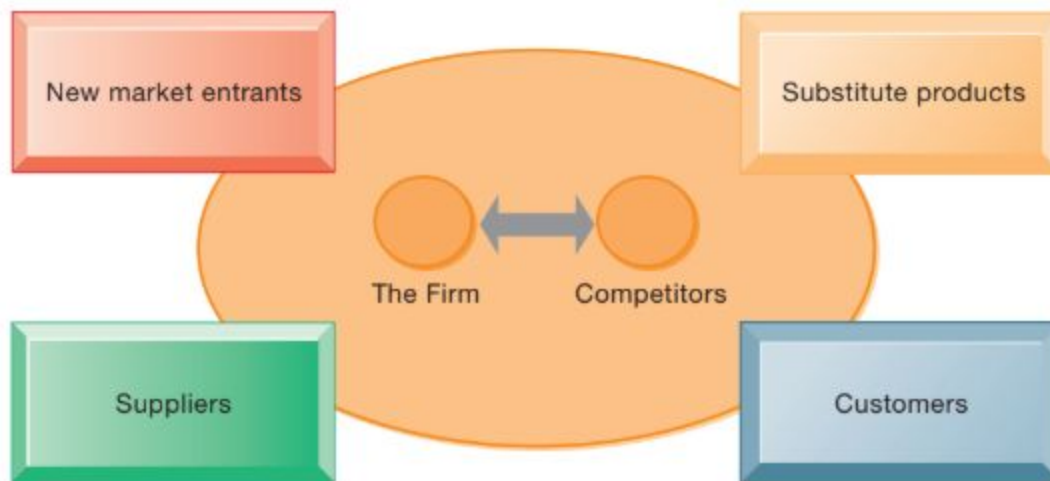 New market entrants
Substitute products
The Firm
Competitors
Suppliers
Customers